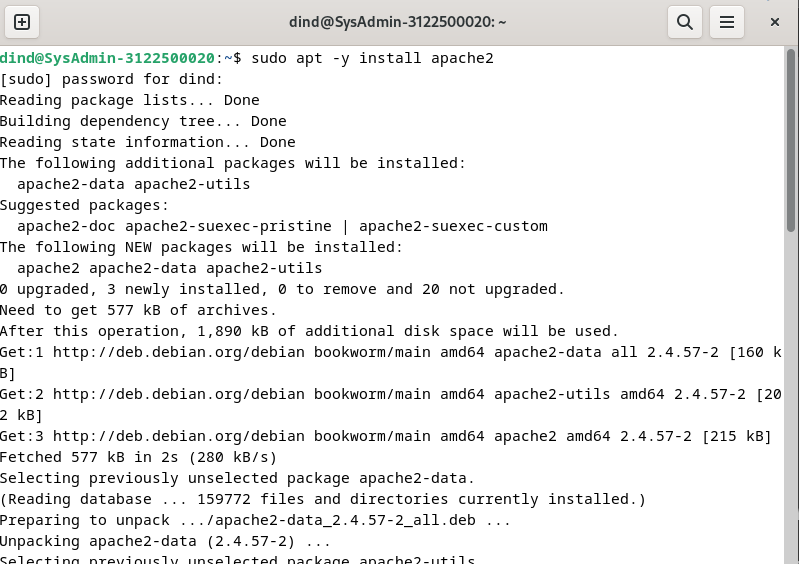 dind@SysAdmin-3122500020: ~
dind@SysAdmin-3122500020:~$ sudo apt -y install apache2
[sudo] password for dind:
Reading package lists... Done
Building dependency tree... Done
Reading state information... Done
The following additional packages will be installed:
  apache2-data apache2-utils
Suggested packages:
  apache2-doc apache2-suexec-pristine | apache2-suexec-custom
The following NEW packages will be installed:
  apache2 apache2-data apache2-utils
0 upgraded, 3 newly installed, 0 to remove and 20 not upgraded.
Need to get 577 kB of archives.
After this operation, 1,890 kB of additional disk space will be used.
Get:1 http://deb.debian.org/debian bookworm/main amd64 apache2-data all 2.4.57-2 [160 k
B]
Get:2 http://deb.debian.org/debian bookworm/main amd64 apache2-utils amd64 2.4.57-2 [20
2 kB]
Get:3 http://deb.debian.org/debian bookworm/main amd64 apache2 amd64 2.4.57-2 [215 kB]
Fetched 577 kB in 2s (280 kB/s)
Selecting previously unselected package apache2-data.
(Reading database ... 159772 files and directories currently installed.)
Preparing to unpack .../apache2-data_2.4.57-2_all.deb ...
Unpacking apache2-data (2.4.57-2) ...
Selecting previously unselected package apache2-utils.